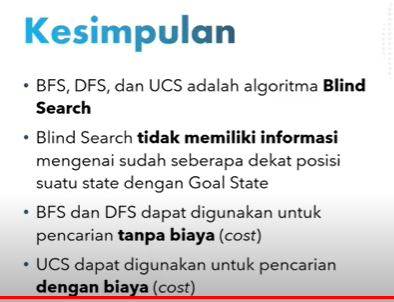 Kesimpulan
• BFS, DFS, dan UCS adalah algoritma Blind
Search
• Blind Search tidak memiliki informasi
mengenai sudah seberapa dekat posisi
suatu state dengan Goal State
• BFS dan DFS dapat digunakan untuk
pencarian tanpa biaya (cost)
• UCS dapat digunakan untuk pencarian
dengan biaya (cost)